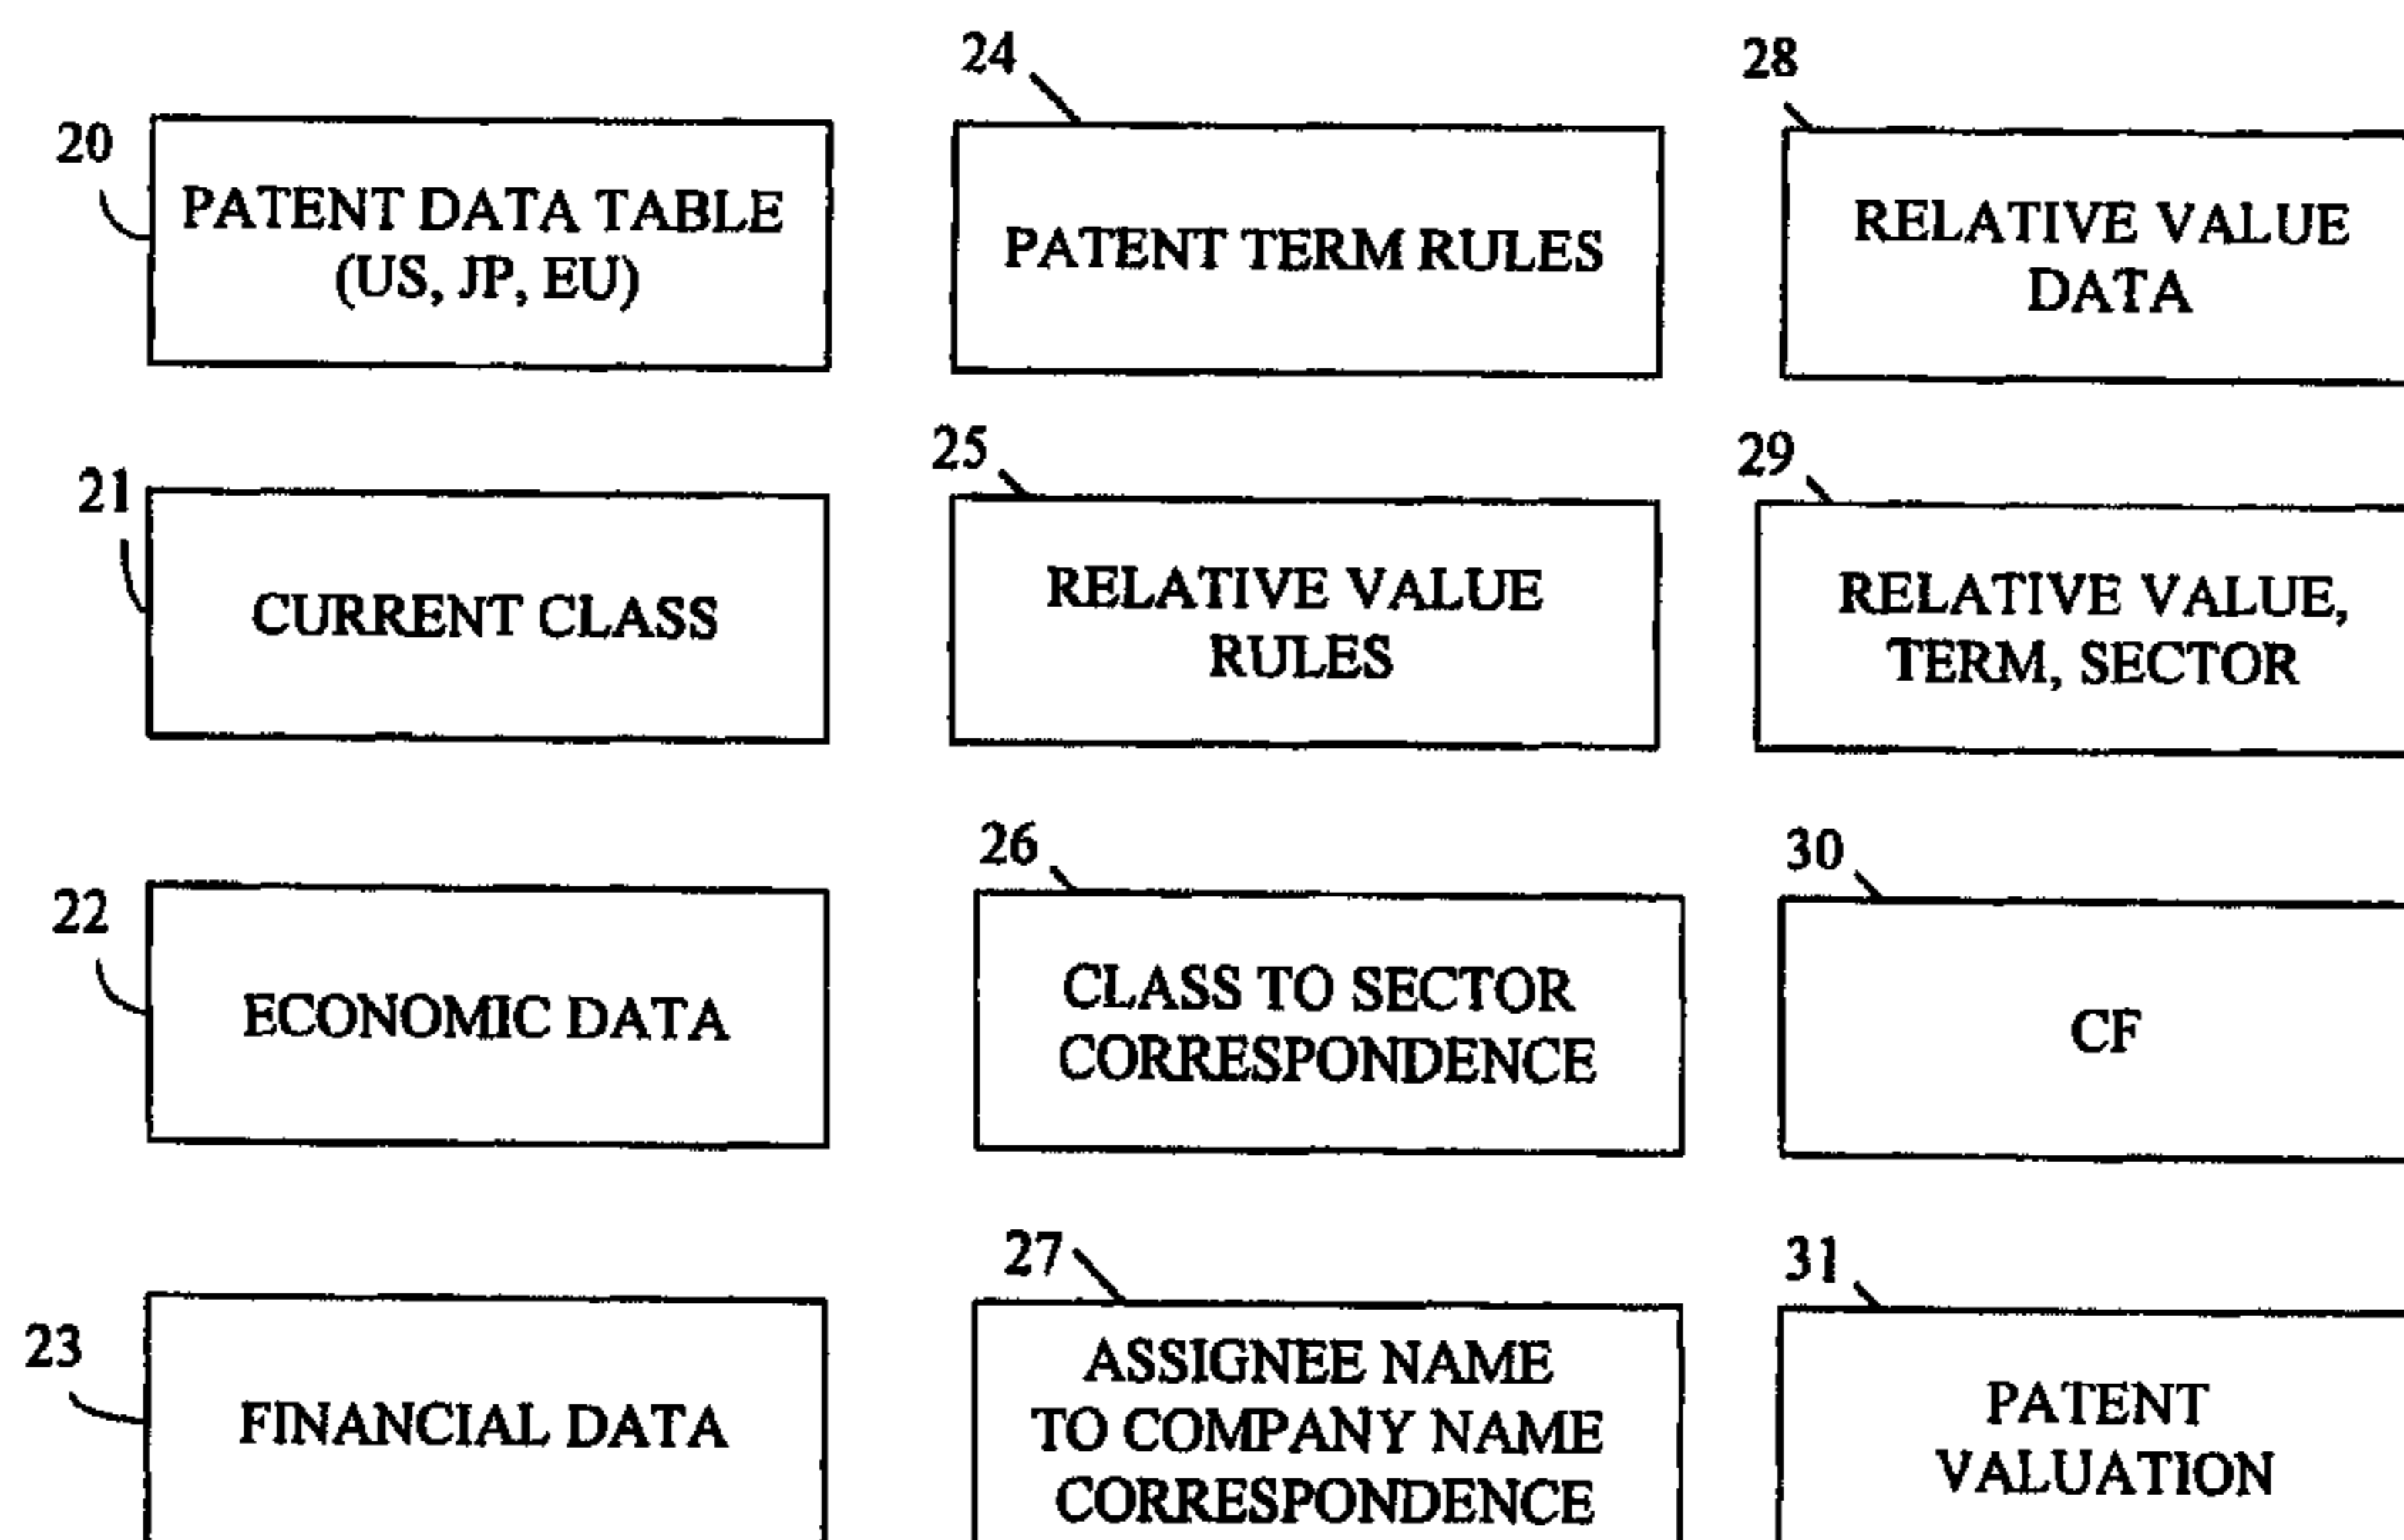 24
28
20
PATENT DATA TABLE
(US, JP, EU)
PATENT TERM RULES
RELATIVE VALUE
DATA
25
29
21
CURRENT CLASS
RELATIVE VALUE
RULES
RELATIVE VALUE,
TERM, SECTOR
26
30
22
ECONOMIC DATA
CLASS TO SECTOR
CORRESPONDENCE
CF
27
31
23
FINANCIAL DATA
ASSIGNEE NAME
TO COMPANY NAME
CORRESPONDENCE
PATENT
VALUATION